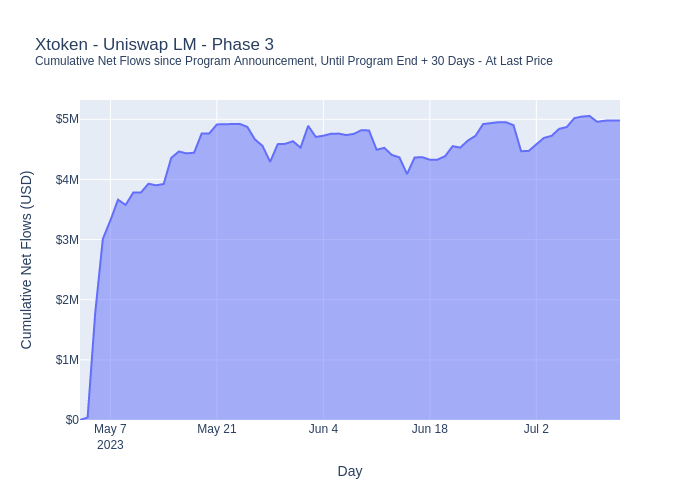 Xtoken - Uniswap LM - Phase 3
Cumulative Net Flows since Program Announcement, Until Program End + 30 Days - At Last Price
Cumulative Net Flows (USD)
$5M
$4M
$3M
$2M
$1M
$0
May 7
2023
May 21
Jun 4
Jun 18
Jul 2
Day